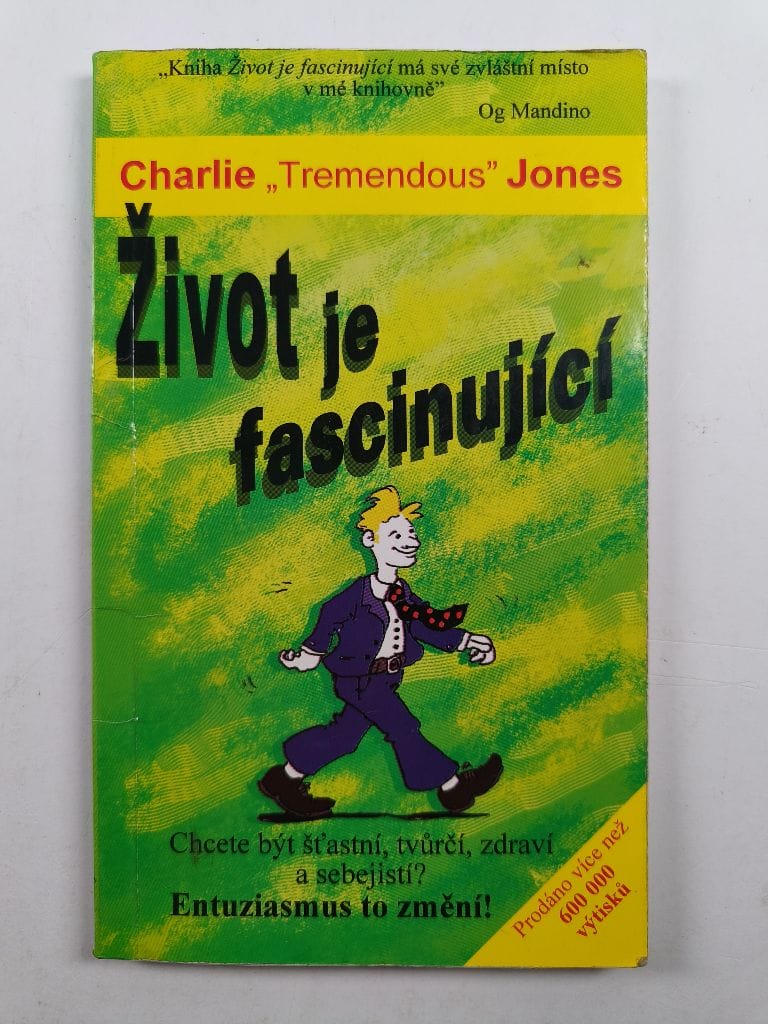 „Kniha Život je fascinující má své zvláštní místo
v mé knihovně”
Og Mandino
Charlie „Tremendous” Jones
Život je
fascinující
Chcete být šťastní, tvůrčí, zdraví
a sebejistí?
Entuziasmus to změní!
Prodáno více než
600 000
výtisků